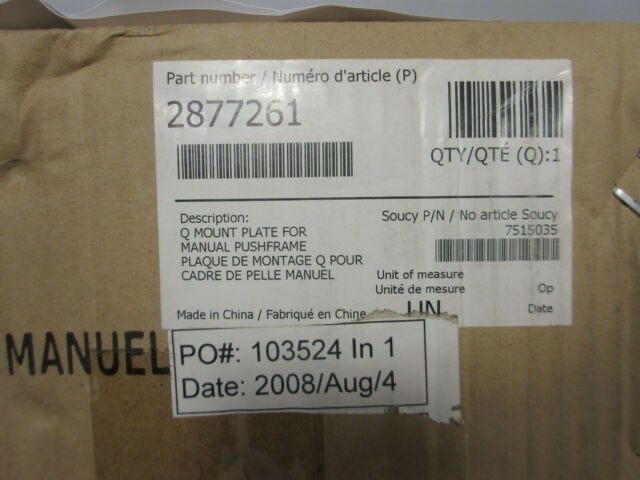 Part number / Numéro d'article (P)
2877261
QTY/QTÉ (Q):1
Description:
Q MOUNT PLATE FOR
MANUAL PUSHFRAME
PLAQUE DE MONTAGE Q POUR
CADRE DE PELLE MANUEL
Soucy P/N / No article Soucy
7515035
Unit of measure
Unité de mesure
UN
Op
Date
Made in China / Fabriqué en Chine
MANUEL
PO#: 103524 ln 1
Date: 2008/Aug/4